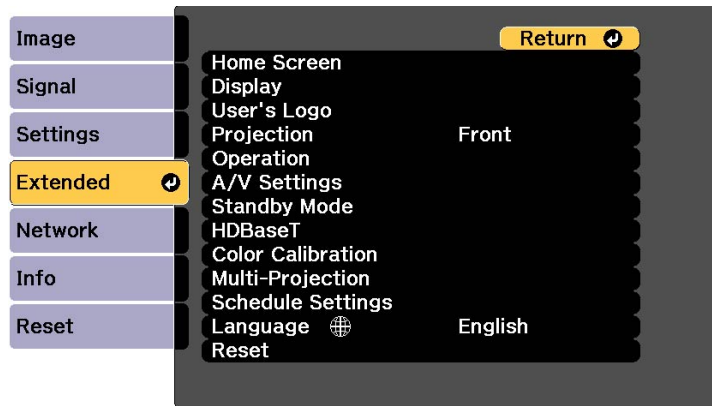 Image
Signal
Settings
Extended
Network
Info
Reset
Return
Home Screen
Display
User's Logo
Projection Front
Operation
A/V Settings
Standby Mode
HDBaseT
Color Calibration
Multi-Projection
Schedule Settings
Language English
Reset